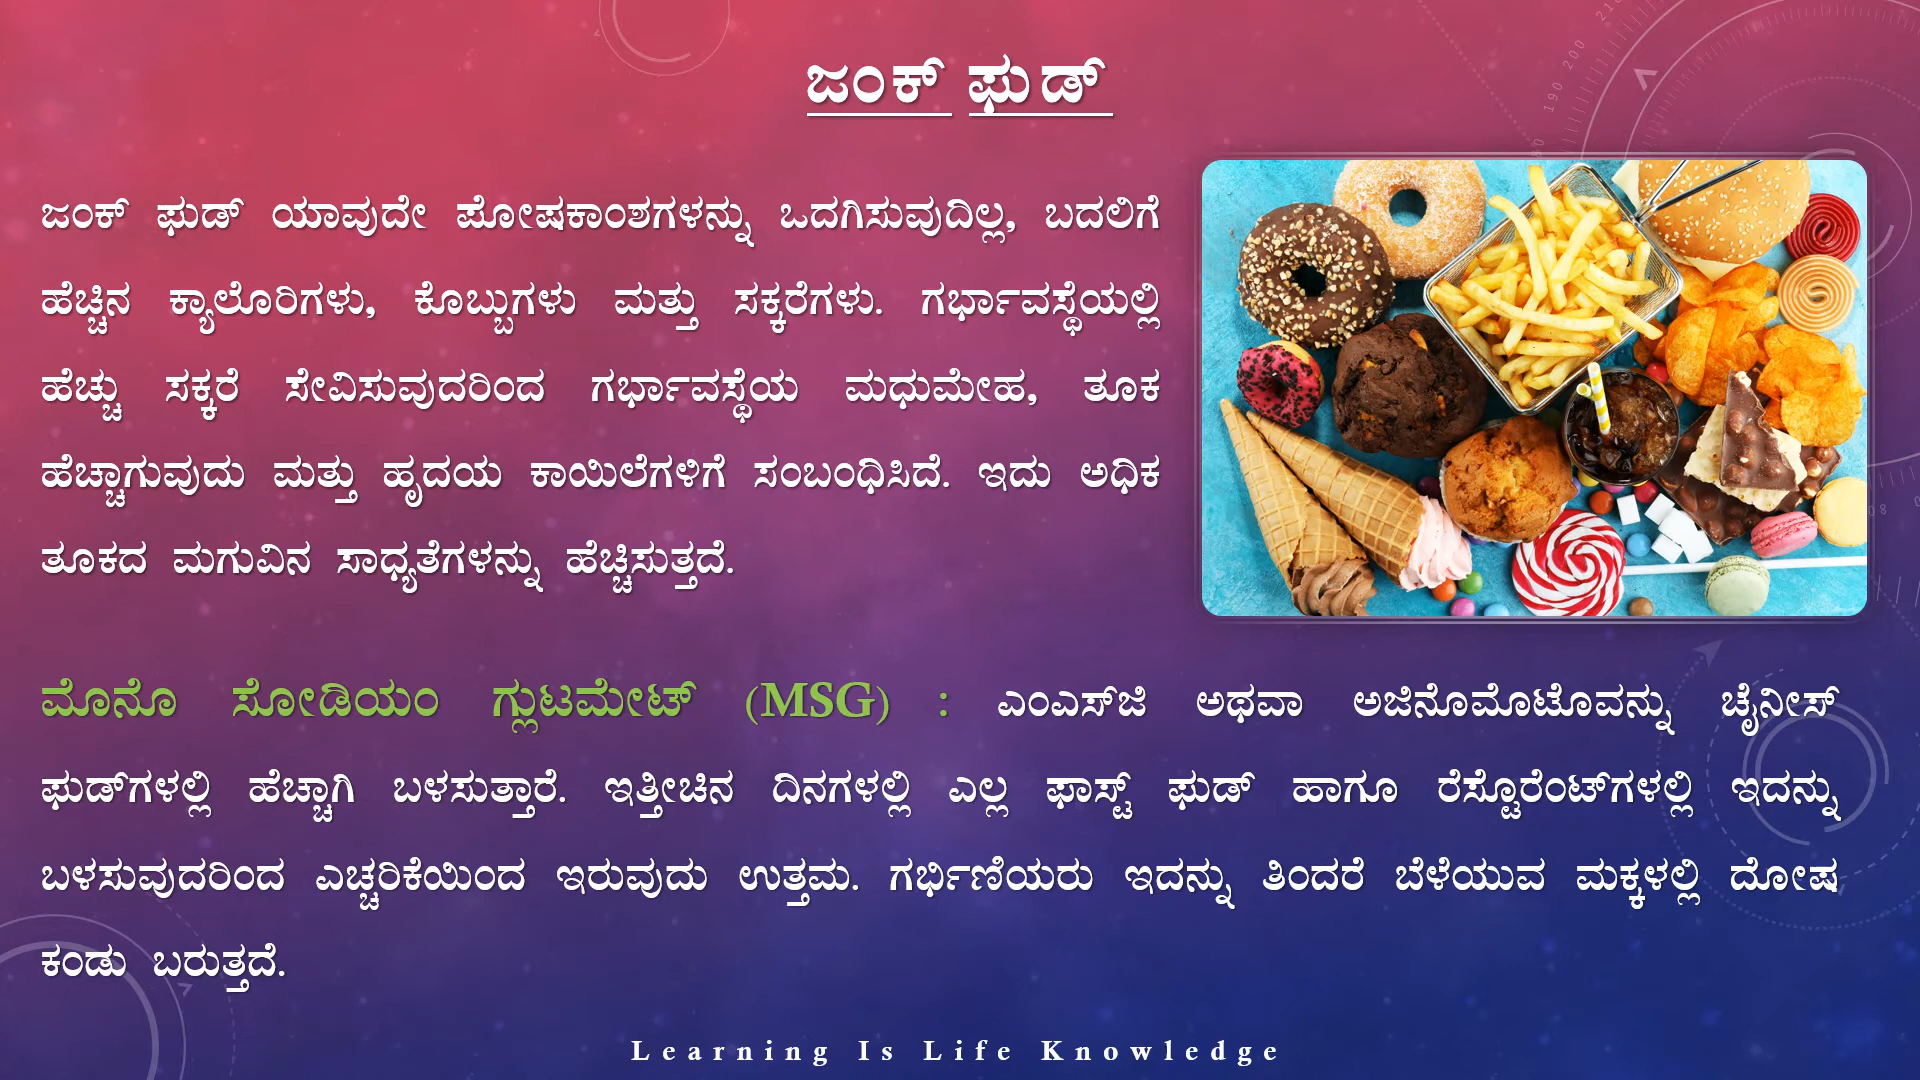 ಜಂಕ್ ಫುಡ್
ಜಂಕ್ ಫುಡ್ ಯಾವುದೇ ಪೋಷಕಾಂಶಗಳನ್ನು ಒದಗಿಸುವುದಿಲ್ಲ, ಬದಲಿಗೆ
ಹೆಚ್ಚಿನ ಕ್ಯಾಲೊರಿಗಳು, ಕೊಬ್ಬುಗಳು ಮತ್ತು ಸಕ್ಕರೆಗಳು. ಗರ್ಭಾವಸ್ಥೆಯಲ್ಲಿ
ಹೆಚ್ಚು ಸಕ್ಕರೆ ಸೇವಿಸುವುದರಿಂದ ಗರ್ಭಾವಸ್ಥೆಯ ಮಧುಮೇಹ, ತೂಕ
ಹೆಚ್ಚಾಗುವುದು ಮತ್ತು ಹೃದಯ ಕಾಯಿಲೆಗಳಿಗೆ ಸಂಬಂಧಿಸಿದೆ. ಇದು ಅಧಿಕ
ತೂಕದ ಮಗುವಿನ ಸಾಧ್ಯತೆಗಳನ್ನು ಹೆಚ್ಚಿಸುತ್ತದೆ.
ಮೊನೊ ಸೋಡಿಯಂ ಗ್ಲುಟಮೇಟ್ (MSG) : ಎಂಎಸ್‌ಜಿ ಅಥವಾ ಅಜಿನೊಮೊಟೊವನ್ನು ಚೈನೀಸ್
ಫುಡ್‌ಗಳಲ್ಲಿ ಹೆಚ್ಚಾಗಿ ಬಳಸುತ್ತಾರೆ. ಇತ್ತೀಚಿನ ದಿನಗಳಲ್ಲಿ ಎಲ್ಲ ಫಾಸ್ಟ್ ಫುಡ್ ಹಾಗೂ ರೆಸ್ಟೊರೆಂಟ್‌ಗಳಲ್ಲಿ ಇದನ್ನು
ಬಳಸುವುದರಿಂದ ಎಚ್ಚರಿಕೆಯಿಂದ ಇರುವುದು ಉತ್ತಮ. ಗರ್ಭಿಣಿಯರು ಇದನ್ನು ತಿಂದರೆ ಬೆಳೆಯುವ ಮಕ್ಕಳಲ್ಲಿ ದೋಷ
ಕಂಡು ಬರುತ್ತದೆ.
Learning Is Life Knowledge